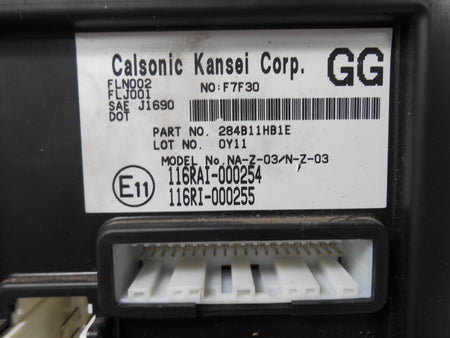 Calsonic Kansei Corp. GG
FLN002 NO:F7F30
FLJ001
SAE J1690
DOT
PART NO. 284B11HB1E
LOT NO. 0Y11
MODEL No. NA-Z-03/N-Z-03
E11 116RAI-000254
116RI-000255